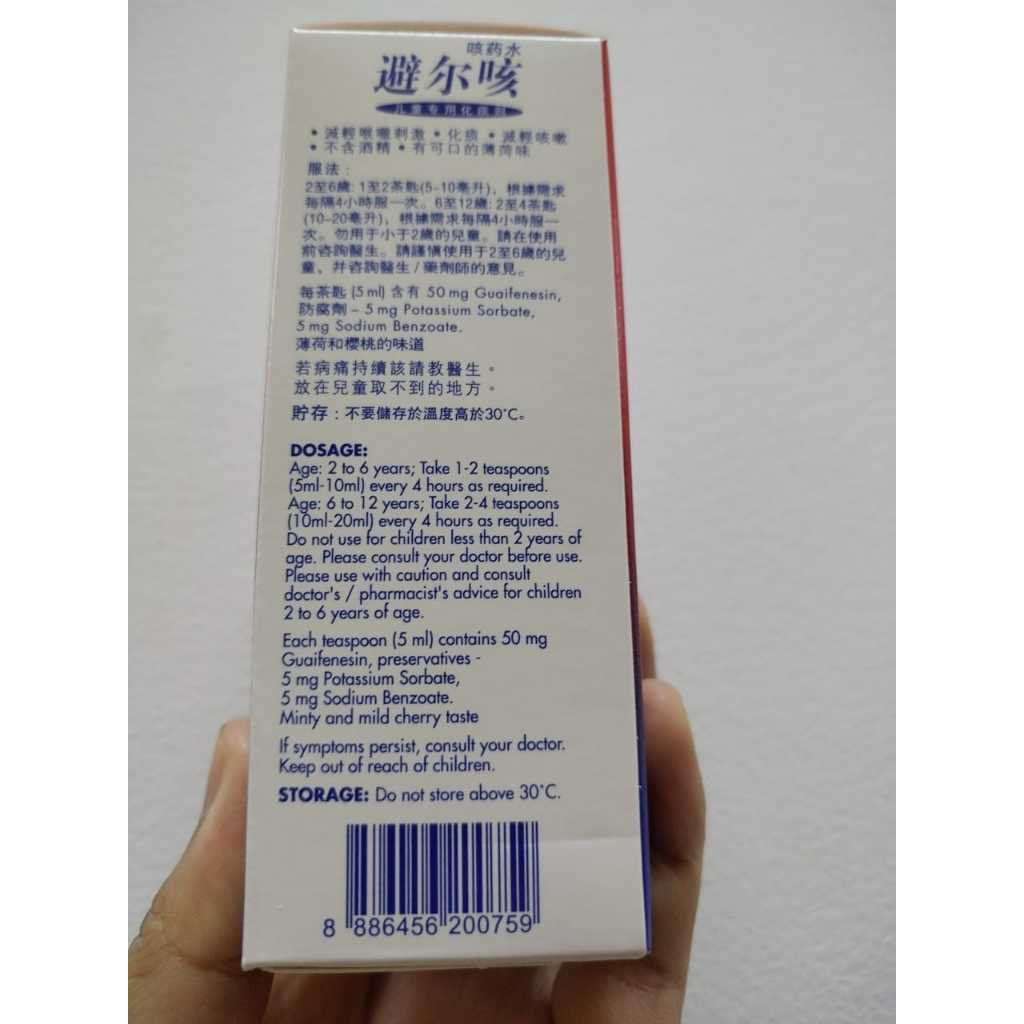 咳药水
避尔咳
儿童专用化痰剂
• 減輕喉嚨刺激 • 化痰 • 減輕咳嗽
• 不含酒精 • 有可口的薄荷味
服法：
2至6歲: 1至2茶匙(5-10毫升), 根據需求
每隔4小時服一次。6至12歲: 2至4茶匙
(10-20毫升), 根據需求每隔4小時服一
次。勿用于小于2歲的兒童。請在使用
前咨詢醫生。請謹慎使用于2至6歲的兒
童、并咨詢醫生/藥劑師的意見。
每茶匙 (5 ml) 含有 50 mg Guaifenesin,
防腐劑 – 5 mg Potassium Sorbate,
5 mg Sodium Benzoate.
薄荷和櫻桃的味道
若病痛持續該請教醫生。
放在兒童取不到的地方。
貯存：不要儲存於溫度高於30°C。
DOSAGE:
Age: 2 to 6 years; Take 1-2 teaspoons
(5ml-10ml) every 4 hours as required.
Age: 6 to 12 years; Take 2-4 teaspoons
(10ml-20ml) every 4 hours as required.
Do not use for children less than 2 years of
age. Please consult your doctor before use.
Please use with caution and consult
doctor's / pharmacist's advice for children
2 to 6 years of age.
Each teaspoon (5 ml) contains 50 mg
Guaifenesin, preservatives -
5 mg Potassium Sorbate,
5 mg Sodium Benzoate.
Minty and mild cherry taste
If symptoms persist, consult your doctor.
Keep out of reach of children.
STORAGE: Do not store above 30°C.
8 886456 200759